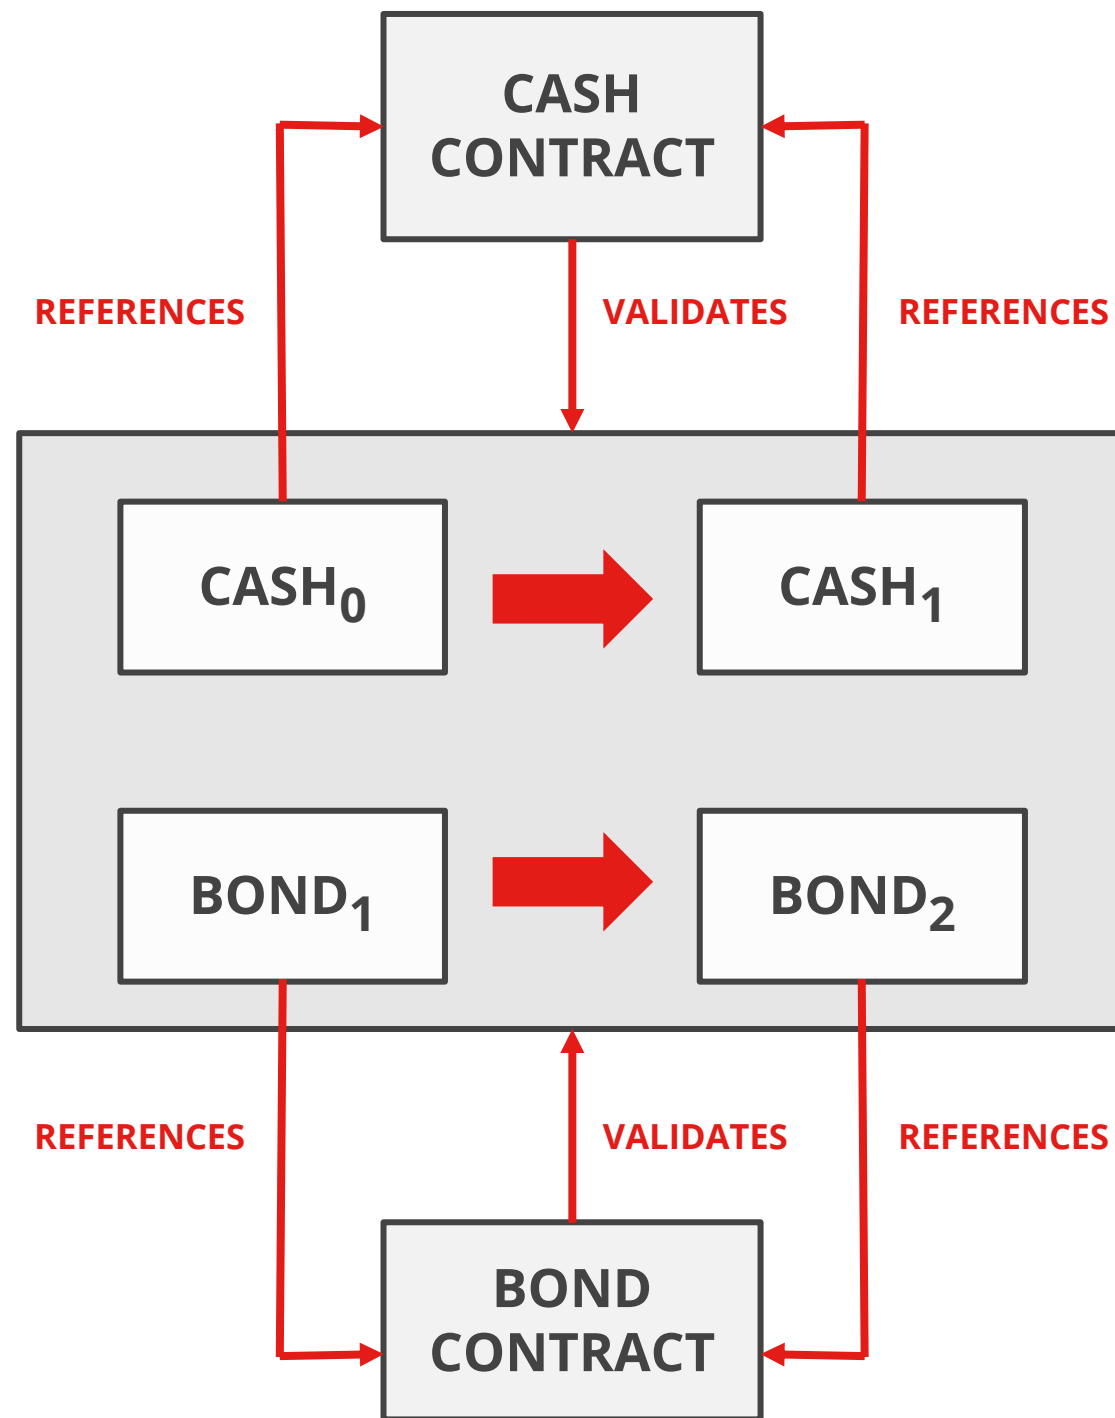 CASH
CONTRACT
REFERENCES
VALIDATES
REFERENCES
CASH0
CASH1
BOND1
BOND2
REFERENCES
VALIDATES
REFERENCES
BOND
CONTRACT